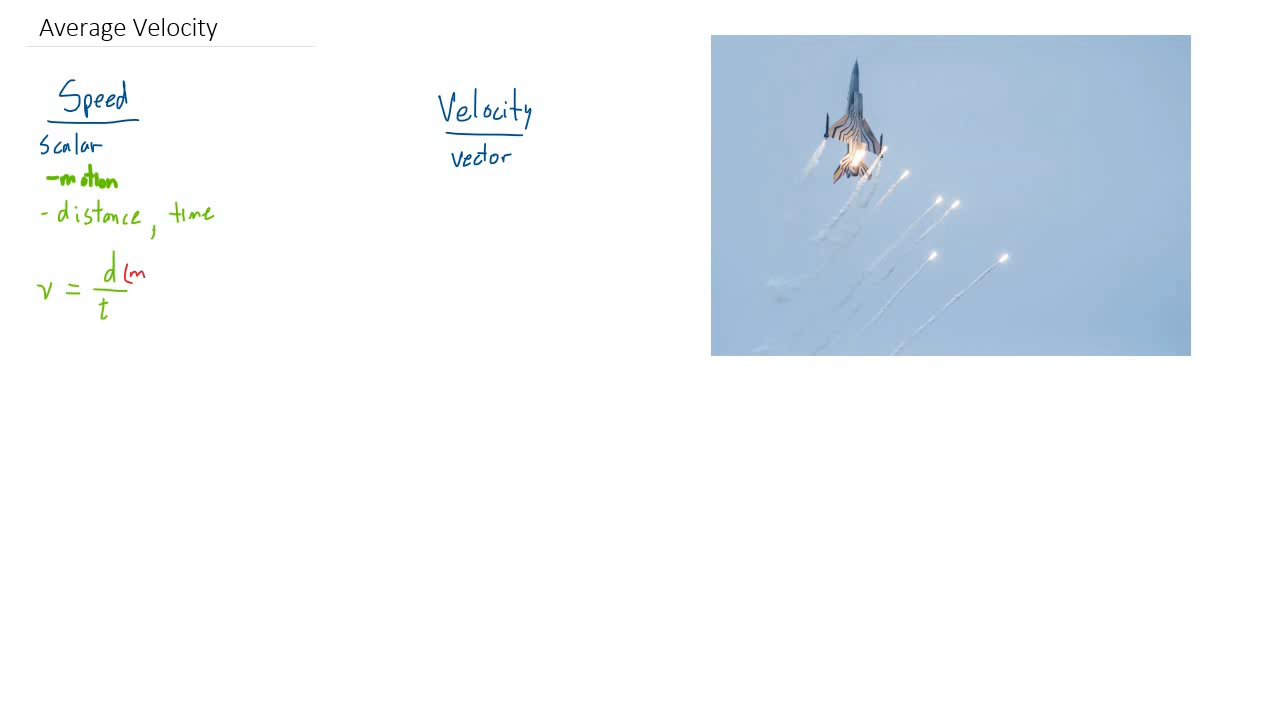 Average Velocity
Speed
scalar
- motion
- distance, time
v = d (m
t
Velocity
vector